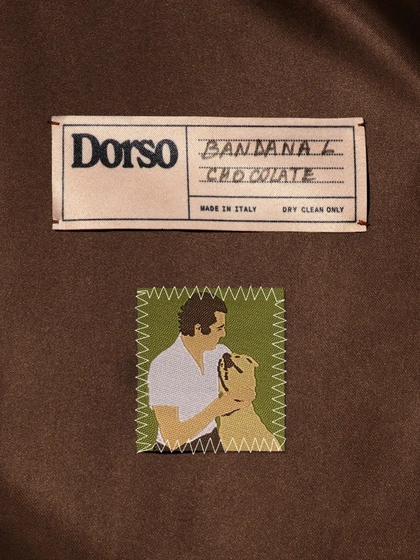 Dorso
BANDANA L
CHOCOLATE
MADE IN ITALY
DRY CLEAN ONLY